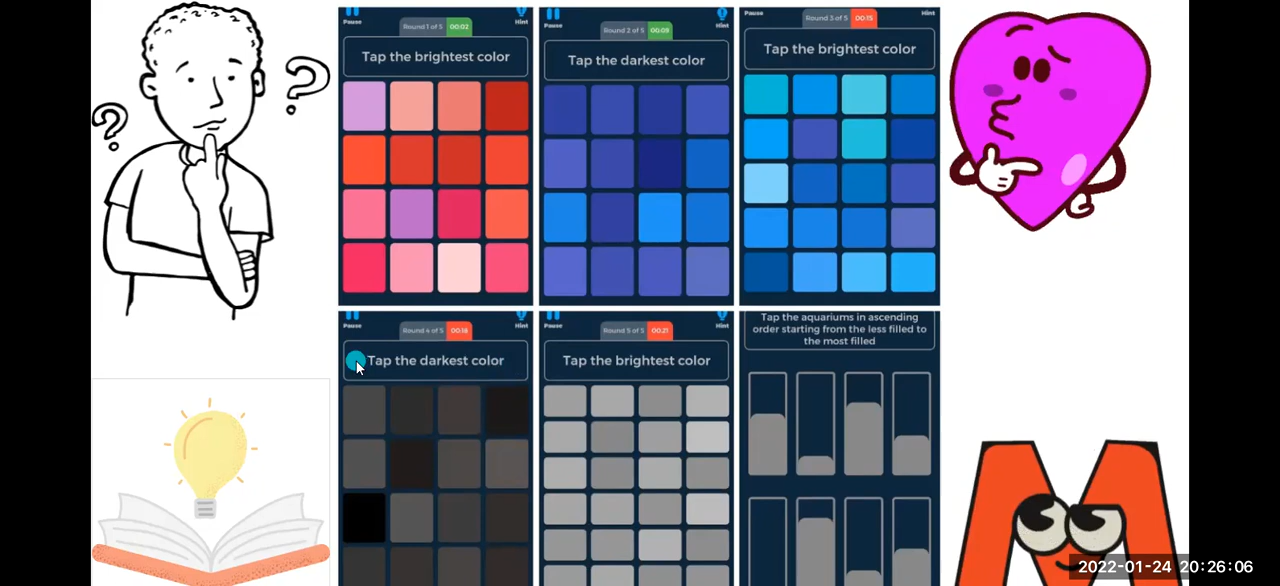 Pause
Round 1 of 5 00:02
Hint
Tap the brightest color
Pause
Round 2 of 5 00:09
Hint
Tap the darkest color
Pause
Round 3 of 5 00:15
Hint
Tap the brightest color
Pause
Round 4 of 5 00:18
Hint
Tap the darkest color
Pause
Round 5 of 5 00:21
Hint
Tap the brightest color
Tap the aquariums in ascending
order starting from the less filled to
the most filled
? ?
M
2022-01-24 20:26:06